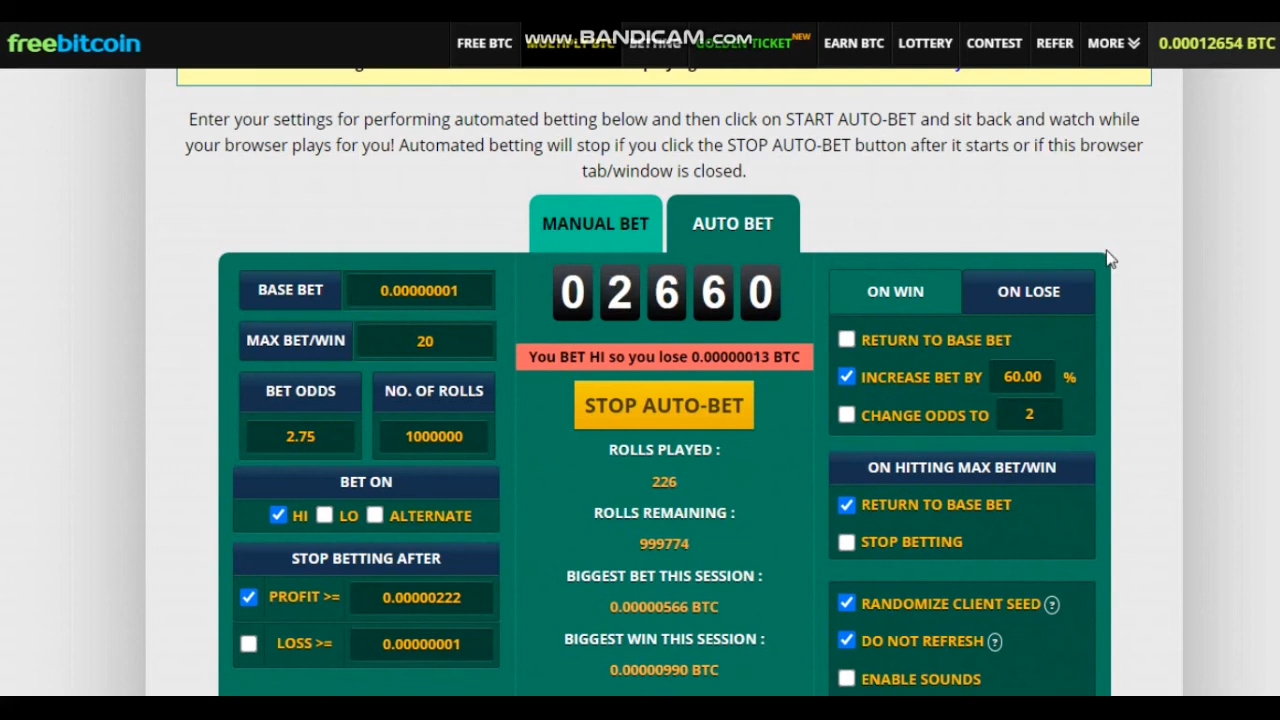 freebitcoin
FREE BTC
MULTIPLY BTC
BETTING
GOLDEN TICKET NEW
EARN BTC
LOTTERY
CONTEST
REFER
MORE
0.00012654 BTC
www.BANDICAM.com
Enter your settings for performing automated betting below and then click on START AUTO-BET and sit back and watch while
your browser plays for you! Automated betting will stop if you click the STOP AUTO-BET button after it starts or if this browser
tab/window is closed.
MANUAL BET
AUTO BET
BASE BET
0.00000001
MAX BET/WIN
20
BET ODDS
NO. OF ROLLS
2.75
1000000
BET ON
HI
LO
ALTERNATE
STOP BETTING AFTER
PROFIT >=
0.00000222
LOSS >=
0.00000001
0 2 6 6 0
You BET HI so you lose 0.00000013 BTC
STOP AUTO-BET
ROLLS PLAYED :
226
ROLLS REMAINING :
999774
BIGGEST BET THIS SESSION :
0.00000566 BTC
BIGGEST WIN THIS SESSION :
0.00000990 BTC
ON WIN
ON LOSE
RETURN TO BASE BET
INCREASE BET BY 60.00 %
CHANGE ODDS TO 2
ON HITTING MAX BET/WIN
RETURN TO BASE BET
STOP BETTING
RANDOMIZE CLIENT SEED ?
DO NOT REFRESH ?
ENABLE SOUNDS